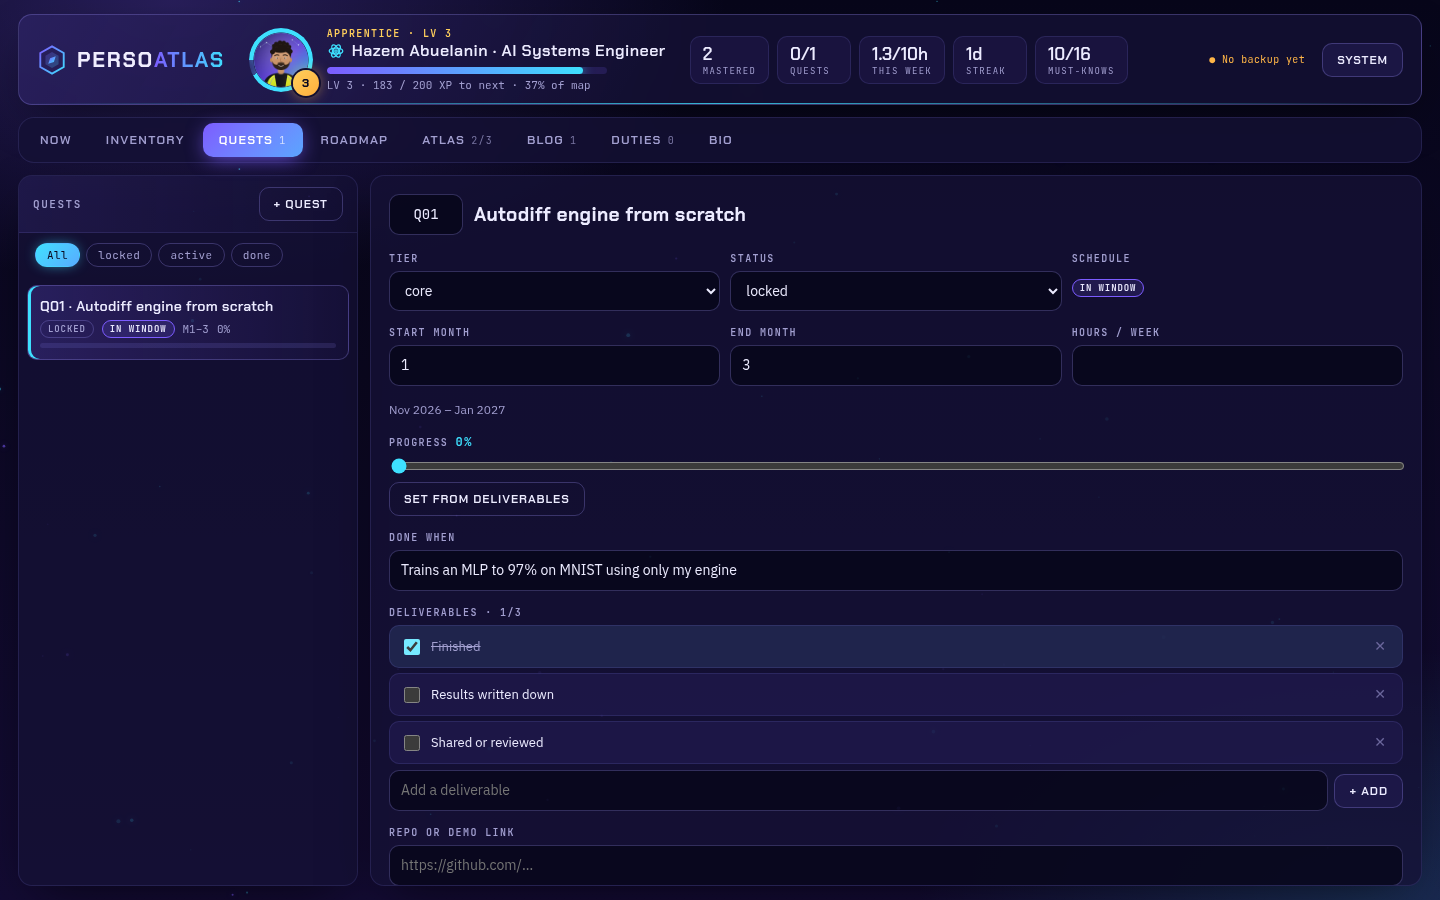 PERSOATLAS
APPRENTICE · LV 3
Hazem Abuelanin · AI Systems Engineer
3
LV 3 · 183 / 200 XP to next · 37% of map
2
MASTERED
0/1
QUESTS
1.3/10h
THIS WEEK
1d
STREAK
10/16
MUST-KNOWS
No backup yet
SYSTEM
NOW
INVENTORY
QUESTS 1
ROADMAP
ATLAS 2/3
BLOG 1
DUTIES 0
BIO
QUESTS
+ QUEST
All
locked
active
done
Q01 · Autodiff engine from scratch
LOCKED
IN WINDOW
M1–3 0%
Q01
Autodiff engine from scratch
TIER
STATUS
SCHEDULE
core
locked
IN WINDOW
START MONTH
END MONTH
HOURS / WEEK
1
3
Nov 2026 – Jan 2027
PROGRESS 0%
SET FROM DELIVERABLES
DONE WHEN
Trains an MLP to 97% on MNIST using only my engine
DELIVERABLES · 1/3
Finished
Results written down
Shared or reviewed
Add a deliverable
+ ADD
REPO OR DEMO LINK
https://github.com/...